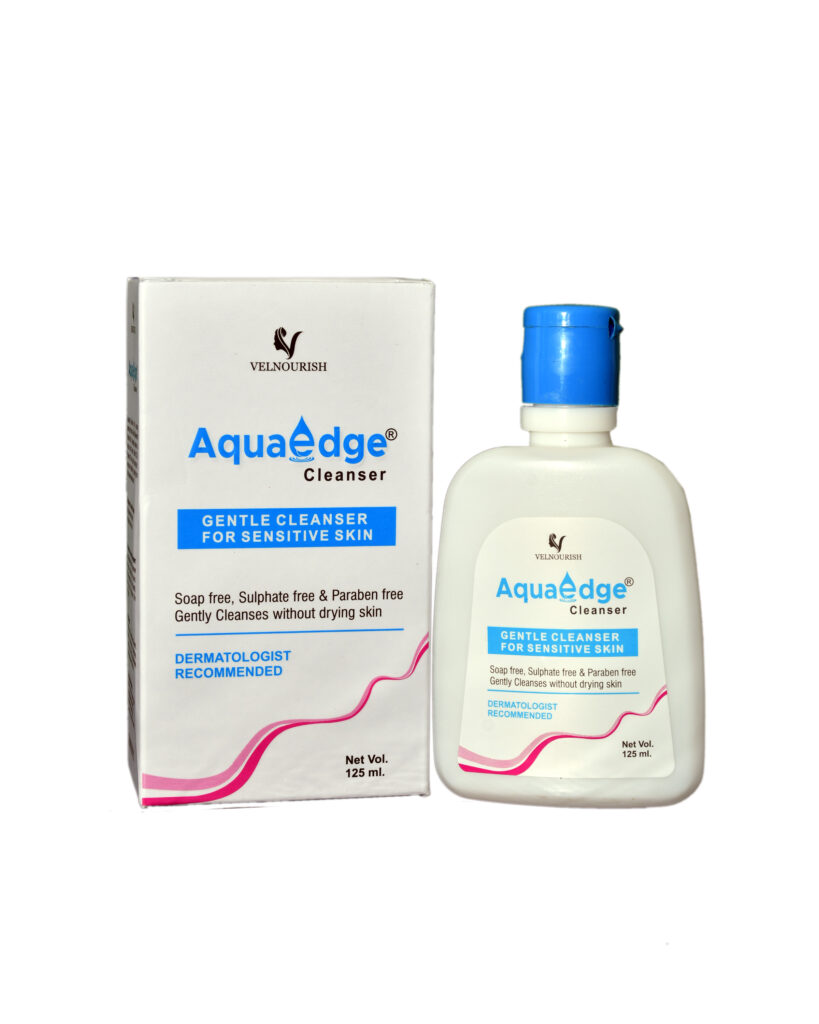 VELNOURISH
Aquaedge®
Cleanser
GENTLE CLEANSER
FOR SENSITIVE SKIN
Soap free, Sulphate free & Paraben free
Gently Cleanses without drying skin
DERMATOLOGIST
RECOMMENDED
Net Vol.
125 ml.
VELNOURISH
Aquaedge®
Cleanser
GENTLE CLEANSER
FOR SENSITIVE SKIN
Soap free, Sulphate free & Paraben free
Gently Cleanses without drying skin
DERMATOLOGIST
RECOMMENDED
Net Vol.
125 ml.